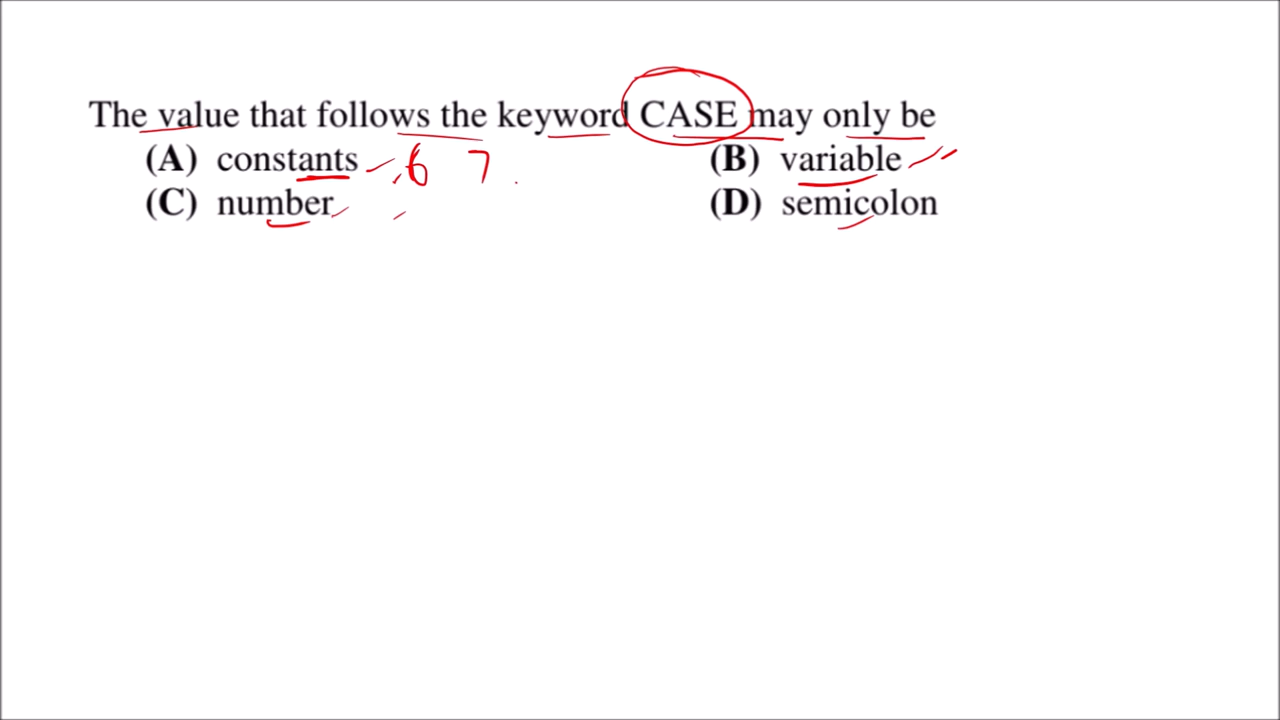 The value that follows the keyword CASE may only be
(A) constants 6 7 (B) variable
(C) number (D) semicolon